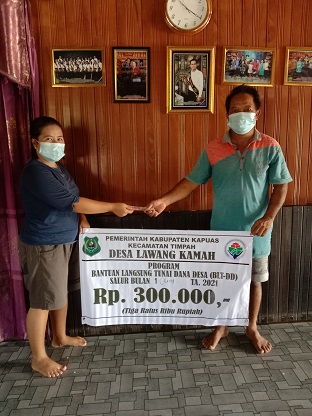 PEMERINTAH KABUPATEN KAPUAS
KECAMATAN TIMPAH
DESA LAWANG KAMAH
PROGRAM
BANTUAN LANGSUNG TUNAI DANA DESA (BLT-DD)
SALUR BULAN TA. 2021
Rp. 300.000,-
(Tiga Ratus Ribu Rupiah)